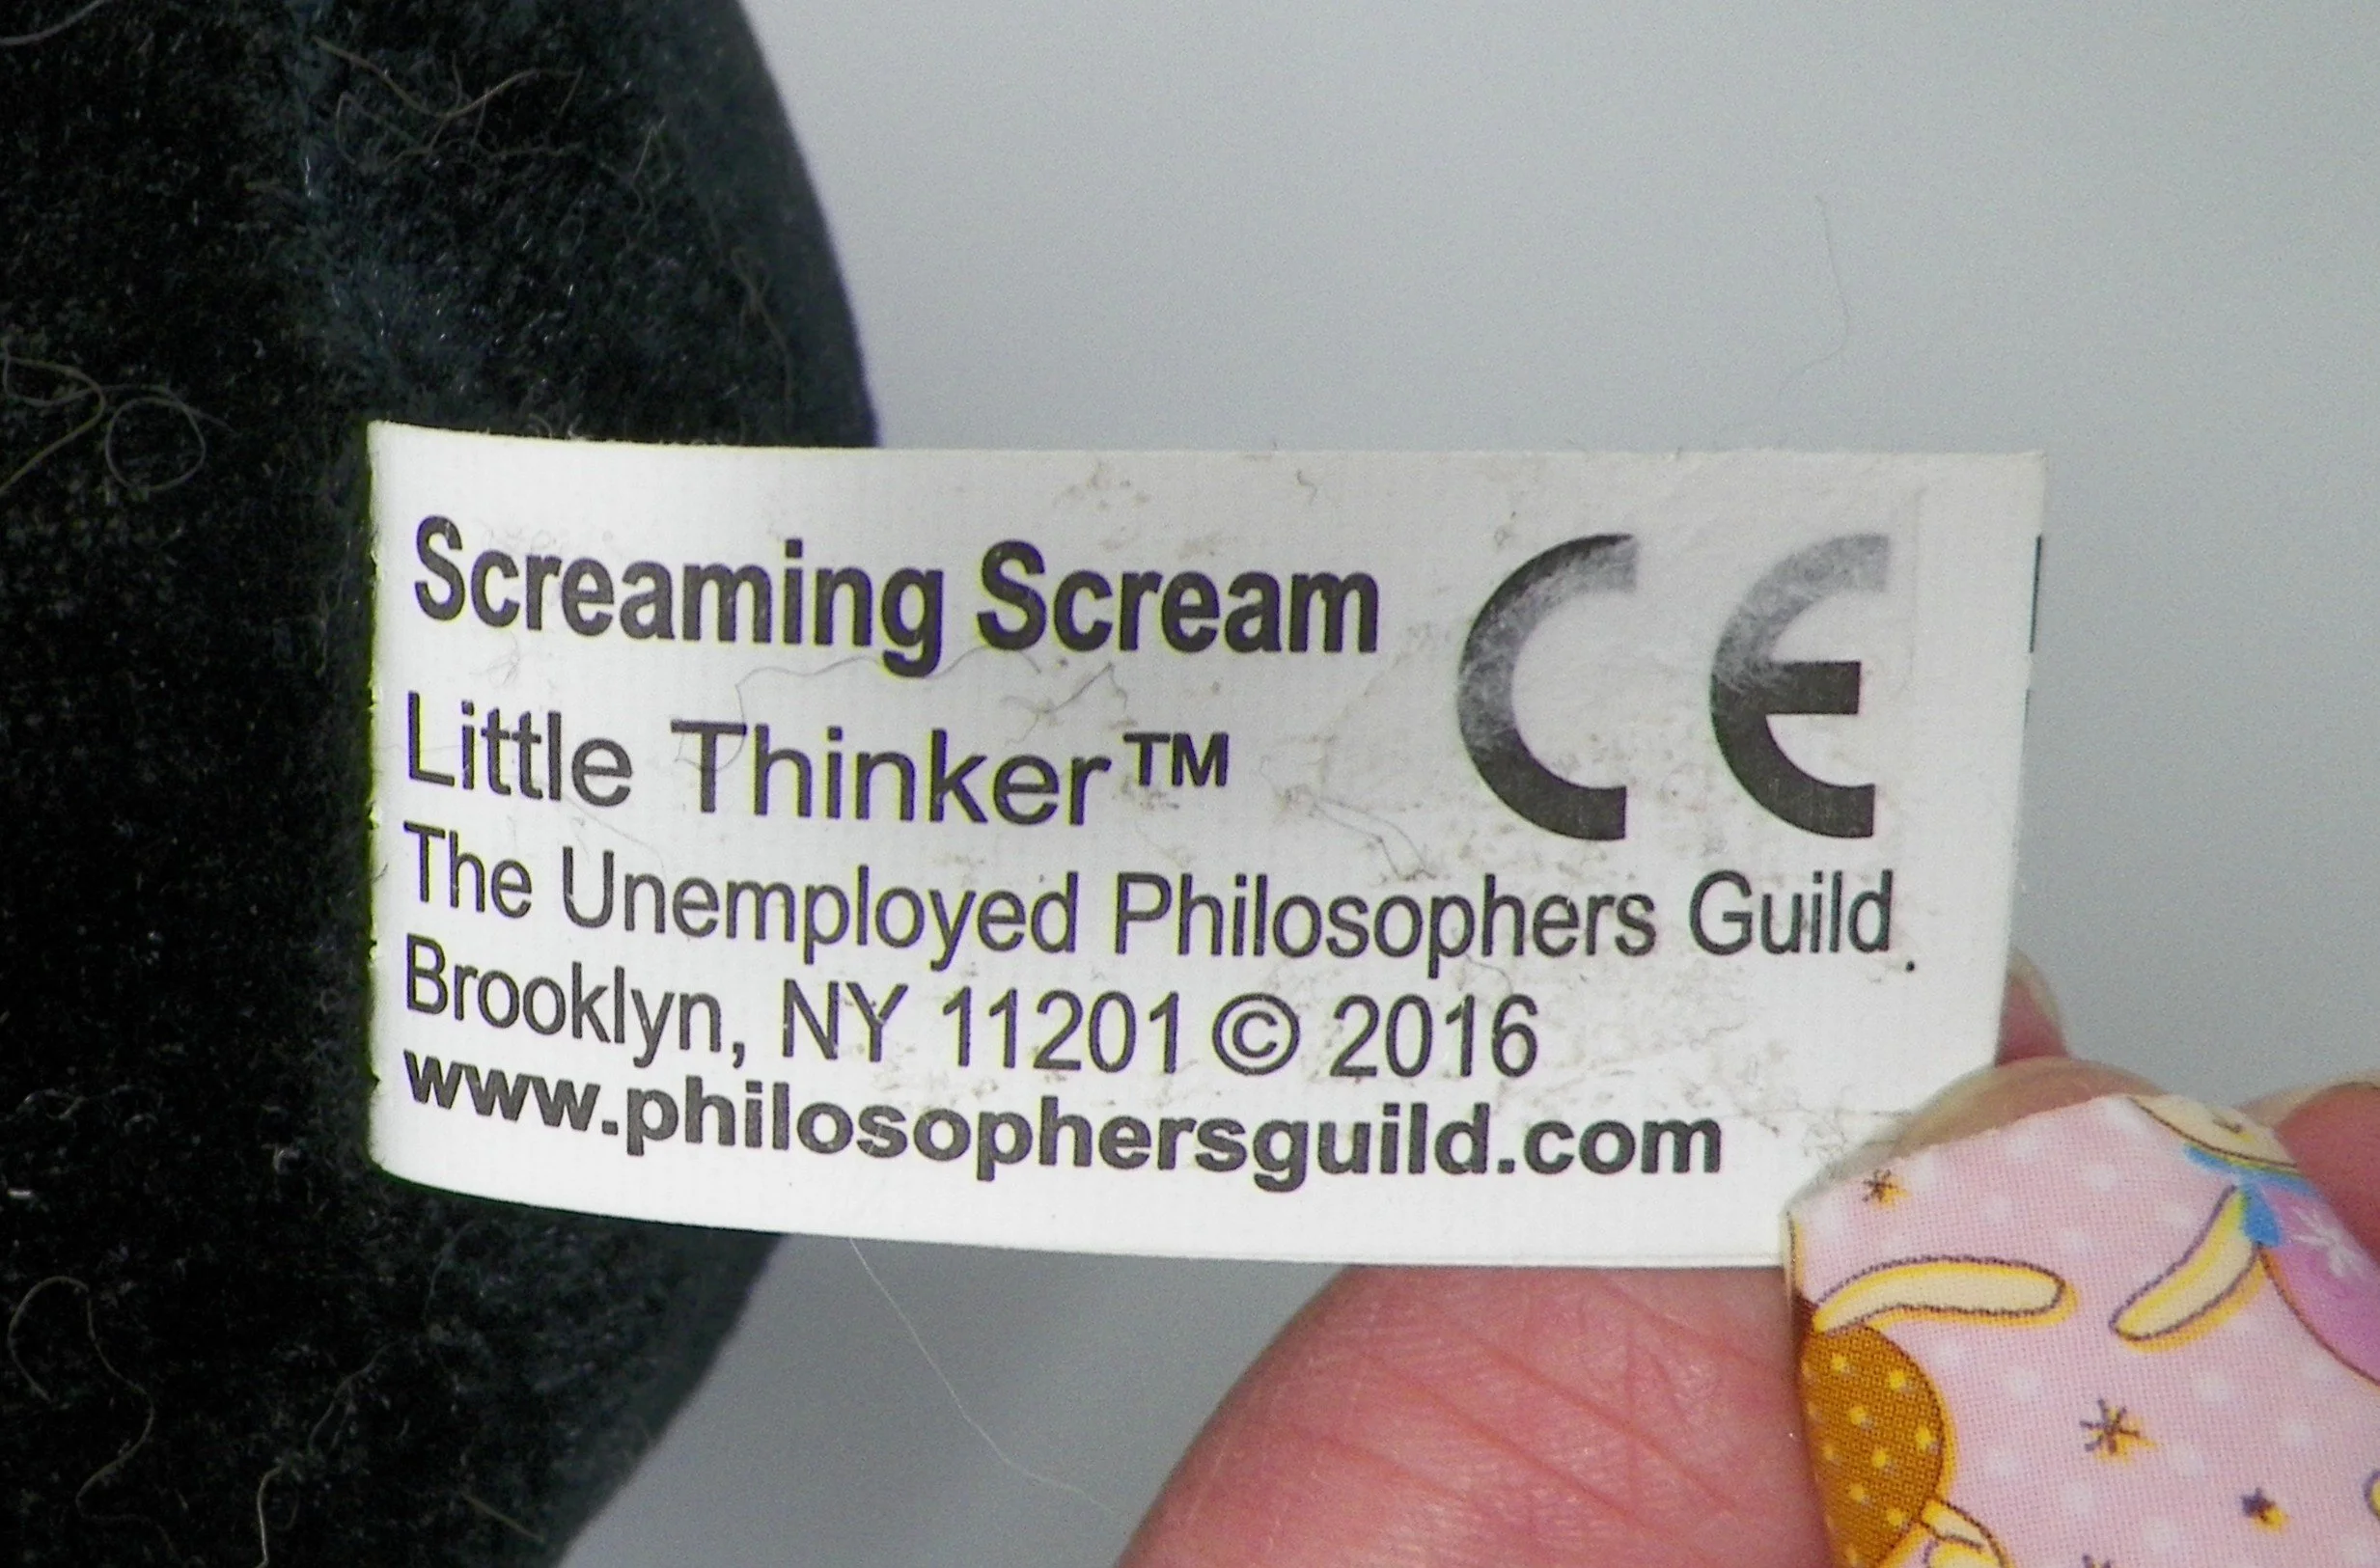 Screaming Scream
CE
Little Thinker™
The Unemployed Philosophers Guild
Brooklyn, NY 11201 © 2016
www.philosophersguild.com